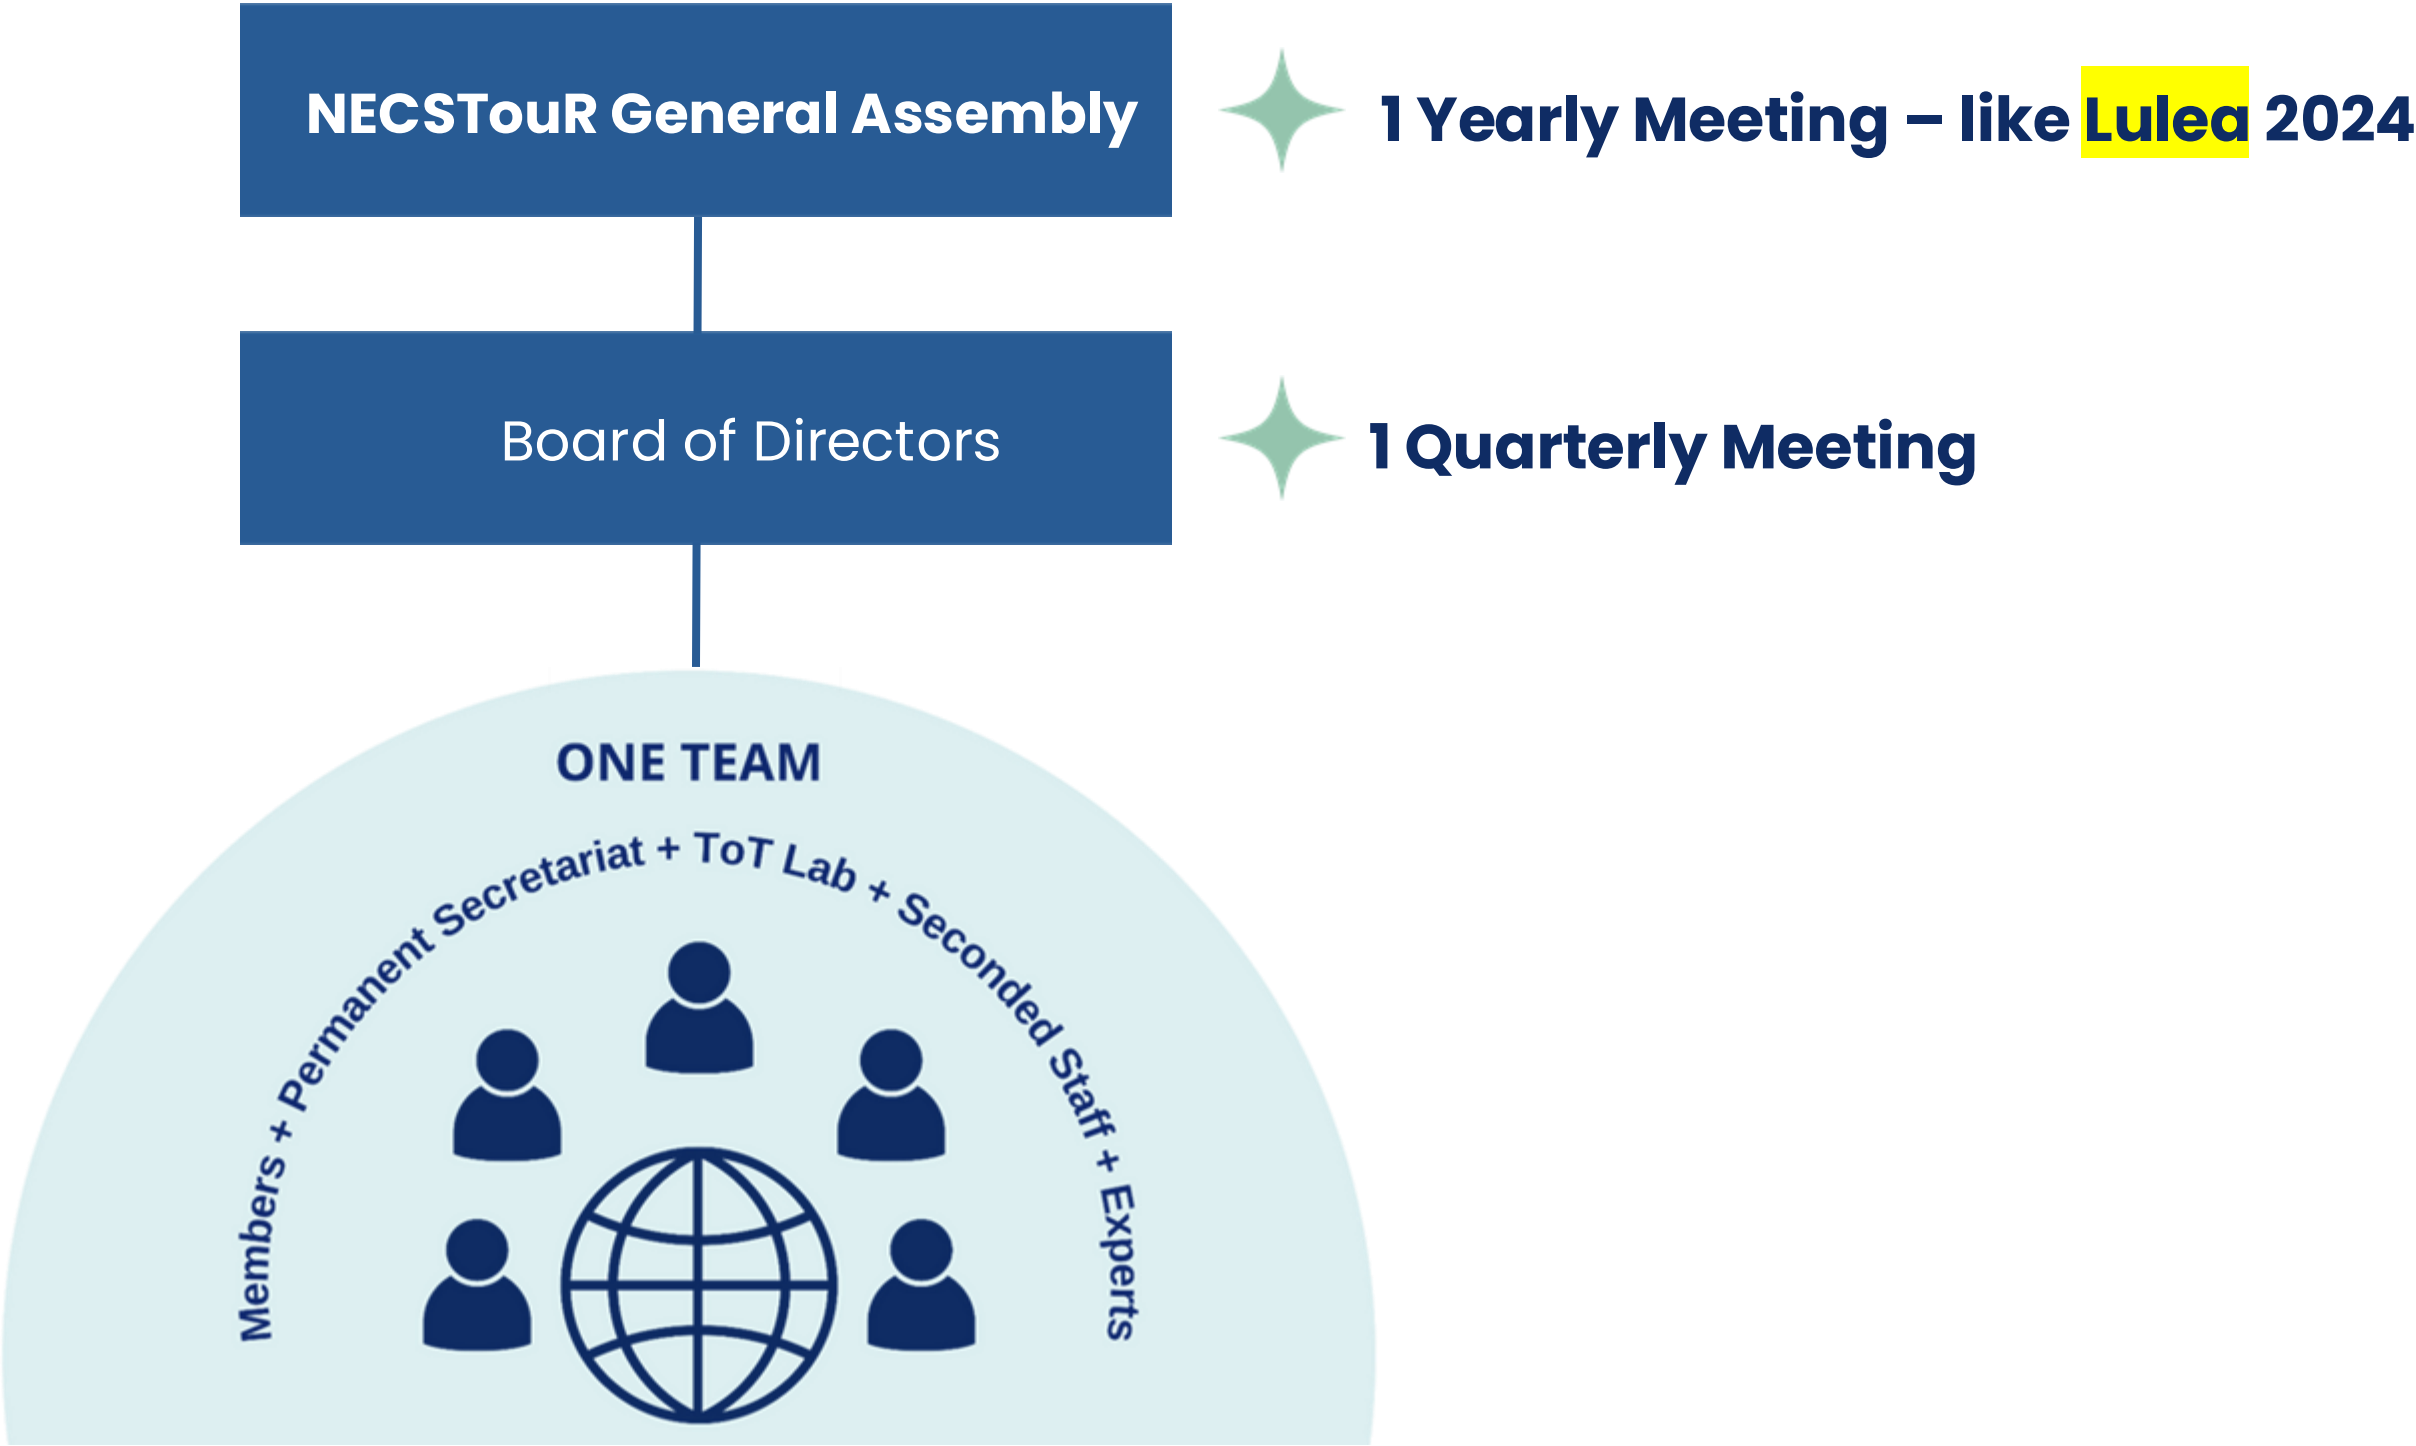 NECSTouR General Assembly
1 Yearly Meeting – like Lulea 2024
Board of Directors
1 Quarterly Meeting
ONE TEAM
Members + Permanent Secretariat + ToT Lab + Seconded Staff + Experts